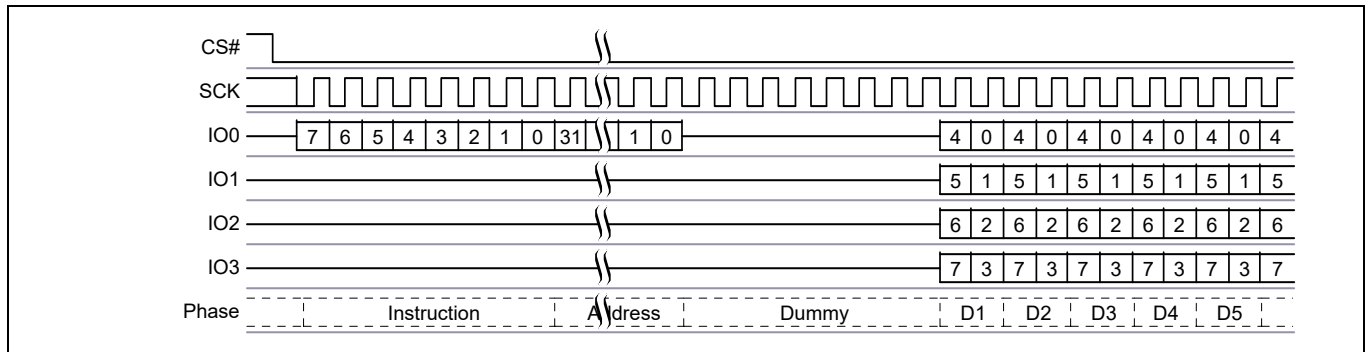 CS#
SCK
IO0 7 6 5 4 3 2 1 0 31 1 0 4 0 4 0 4 0 4 0 4 0 4
IO1 5 1 5 1 5 1 5 1 5 1 5
IO2 6 2 6 2 6 2 6 2 6 2 6
IO3 7 3 7 3 7 3 7 3 7 3 7
Phase Instruction Address Dummy D1 D2 D3 D4 D5